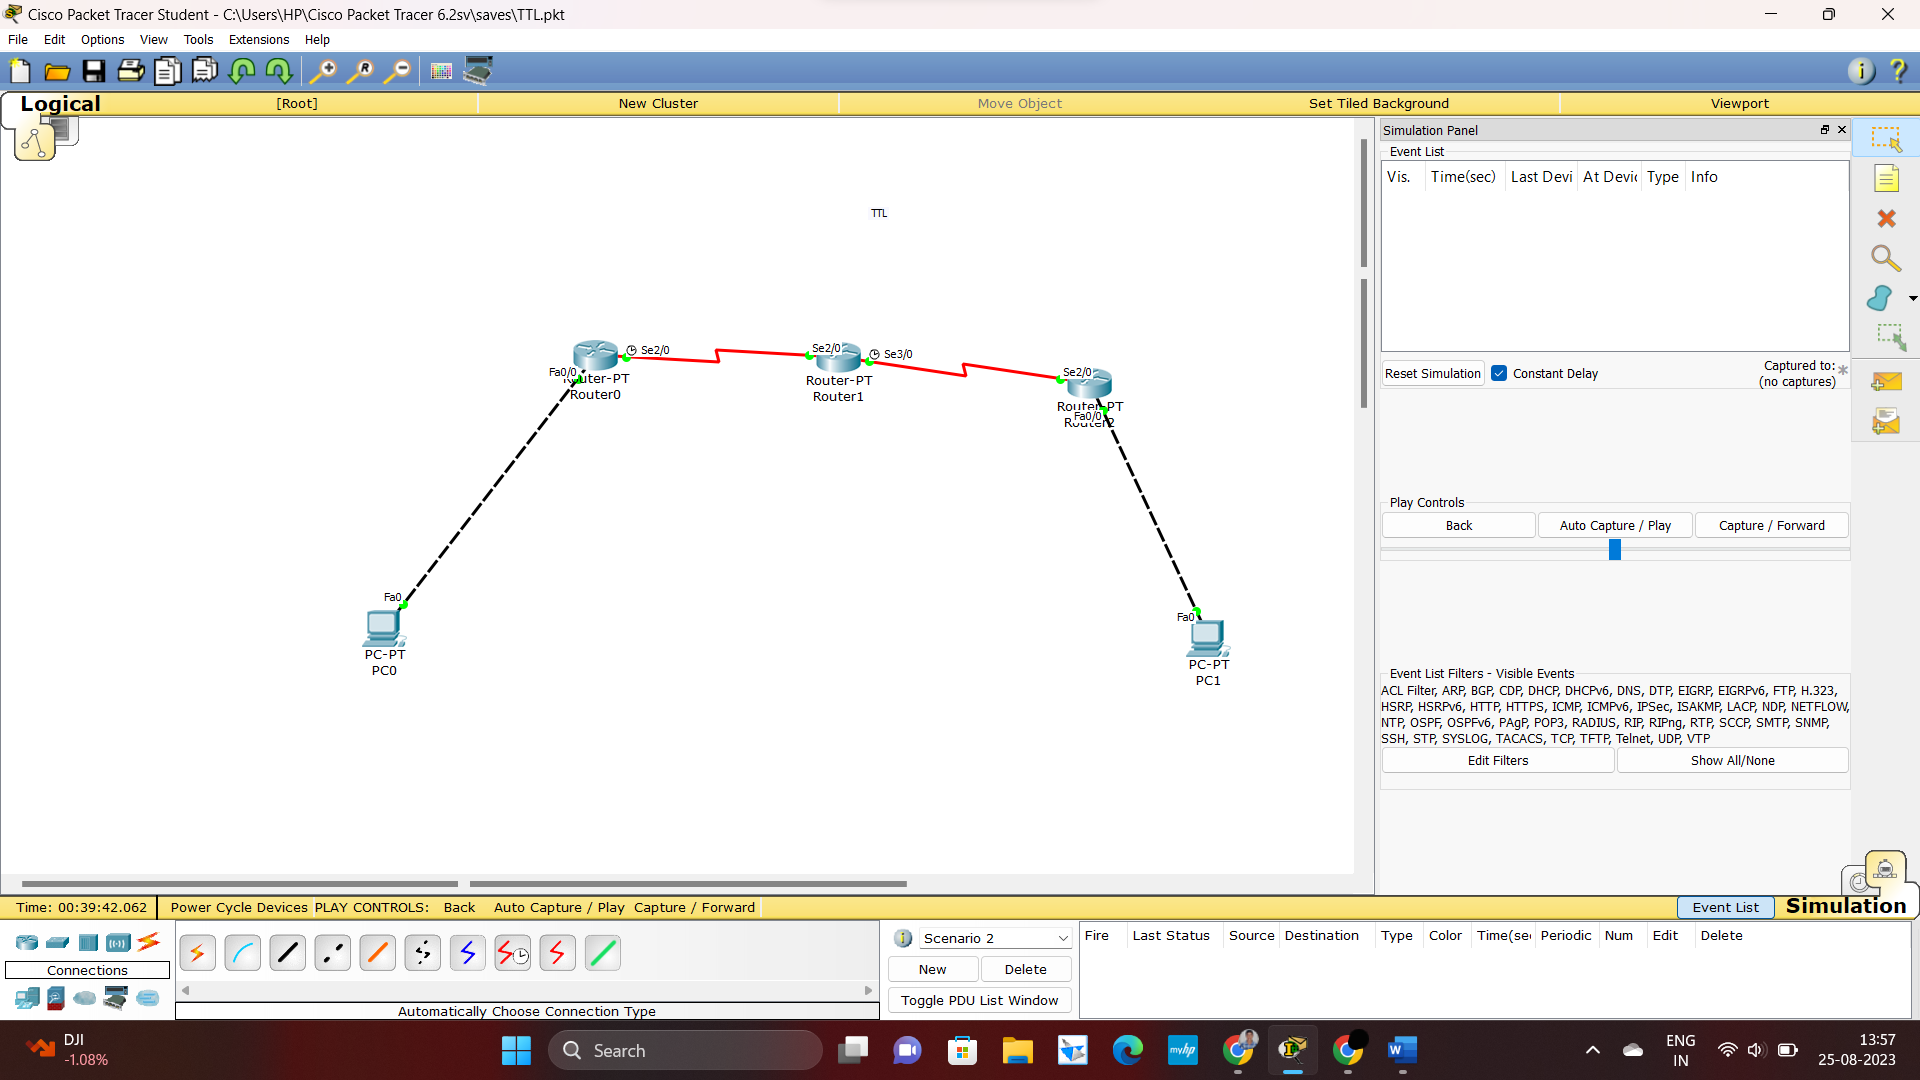 Cisco Packet Tracer Student - C:\Users\HP\Cisco Packet Tracer 6.2sv\saves\TTL.pkt
File Edit Options View Tools Extensions Help
Logical [Root] New Cluster Move Object Set Tiled Background Viewport
TTL
Se2/0
Fa0/0
Router-PT
Router0
Se2/0
Se3/0
Router-PT
Router1
Se2/0
Router-PT
Fa0/0
Router2
Fa0
PC-PT
PC0
Fa0
PC-PT
PC1
Simulation Panel
Event List
Vis. Time(sec) Last Devi At Devic Type Info
Reset Simulation Constant Delay Captured to:
(no captures)
Play Controls
Back Auto Capture / Play Capture / Forward
Event List Filters - Visible Events
ACL Filter, ARP, BGP, CDP, DHCP, DHCPv6, DNS, DTP, EIGRP, EIGRPv6, FTP, H.323,
HSRP, HSRPv6, HTTP, HTTPS, ICMP, ICMPv6, IPSec, ISAKMP, LACP, NDP, NETFLOW,
NTP, OSPF, OSPFv6, PAgP, POP3, RADIUS, RIP, RIPng, RTP, SCCP, SMTP, SNMP,
SSH, STP, SYSLOG, TACACS, TCP, TFTP, Telnet, UDP, VTP
Edit Filters Show All/None
Time: 00:39:42.062 Power Cycle Devices PLAY CONTROLS: Back Auto Capture / Play Capture / Forward Event List Simulation
Connections
Automatically Choose Connection Type
Scenario 2
New Delete
Toggle PDU List Window
Fire Last Status Source Destination Type Color Time(sec Periodic Num Edit Delete
DJI
-1.08%
Search
myhp
ENG
IN
13:57
25-08-2023